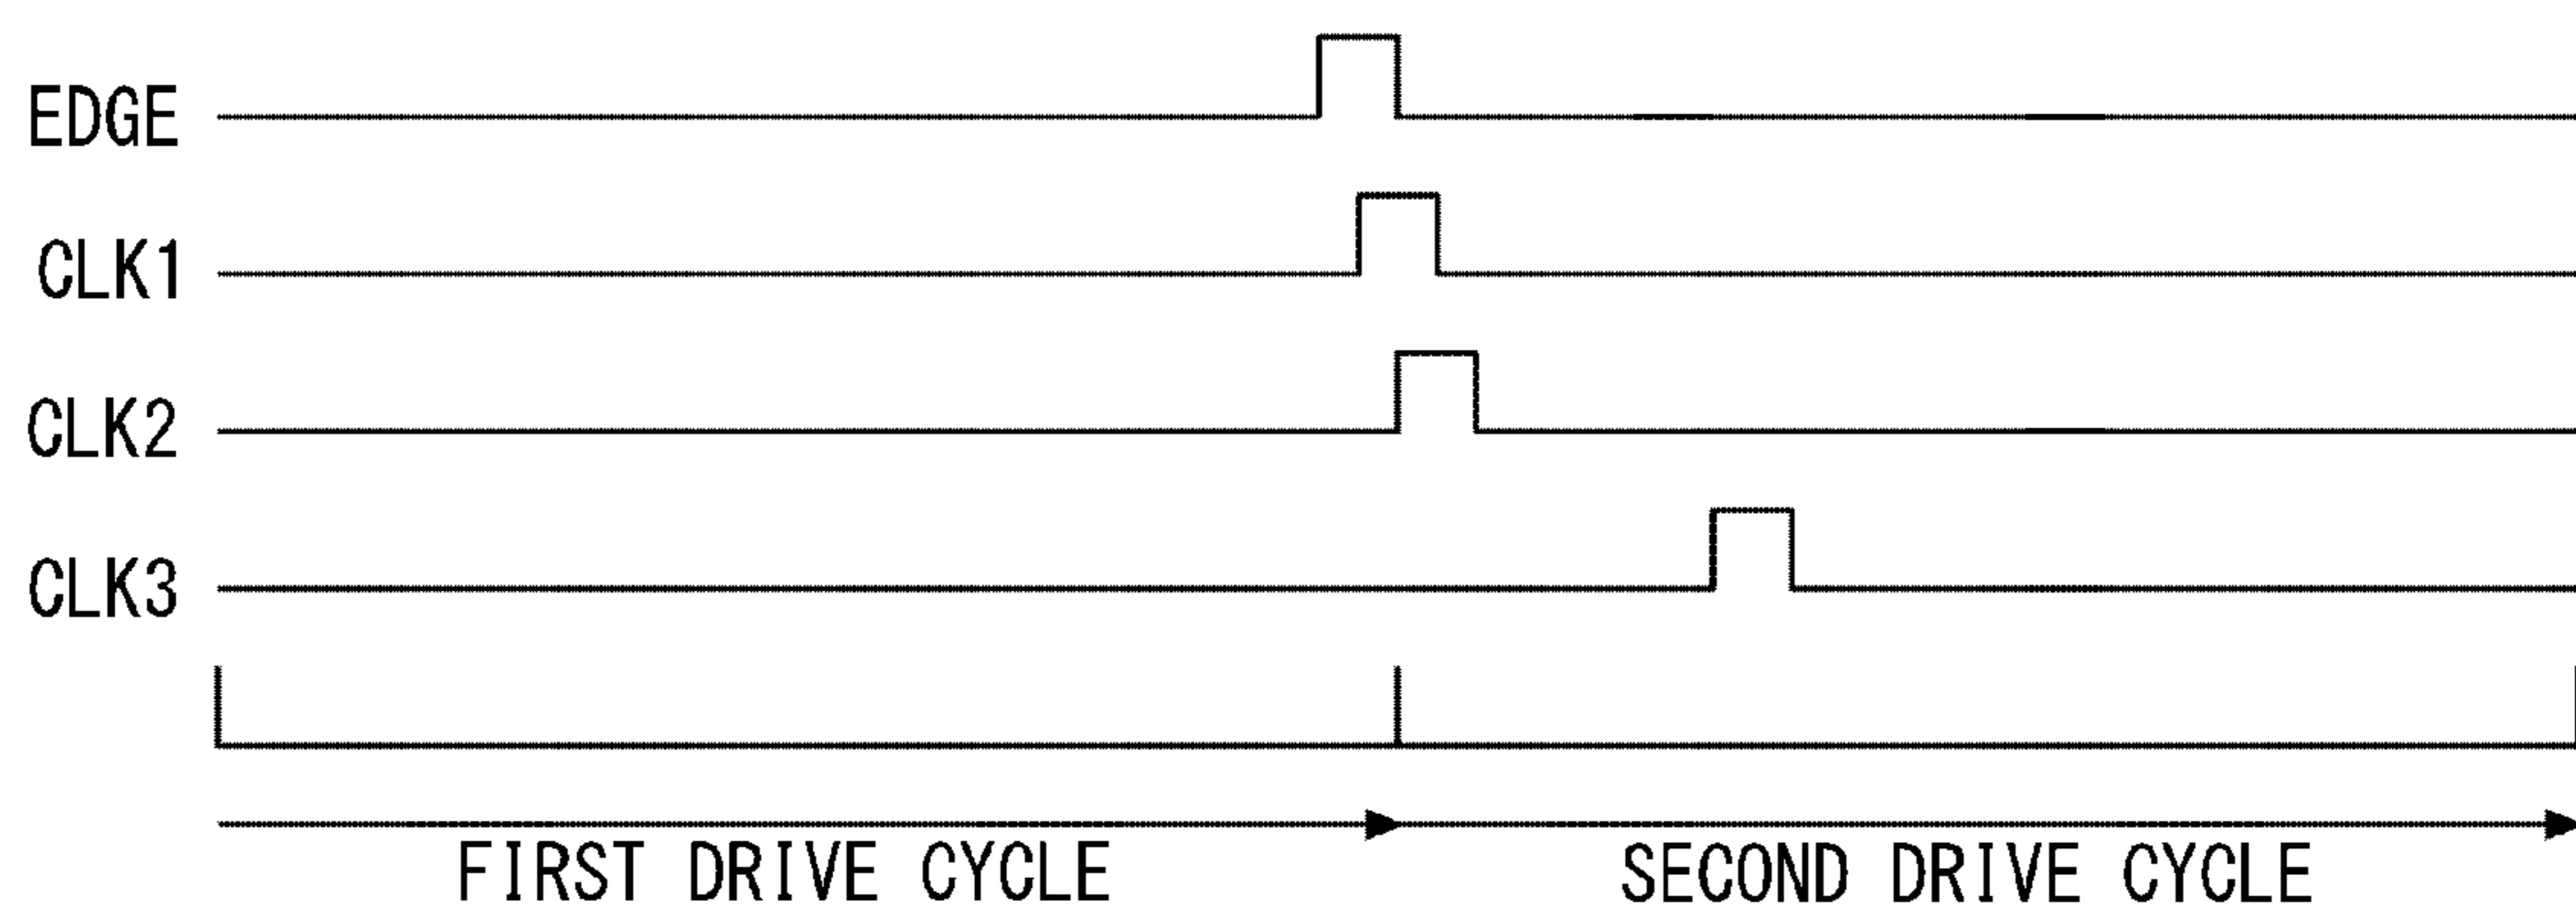 EDGE
CLK1
CLK2
CLK3
FIRST DRIVE CYCLE SECOND DRIVE CYCLE